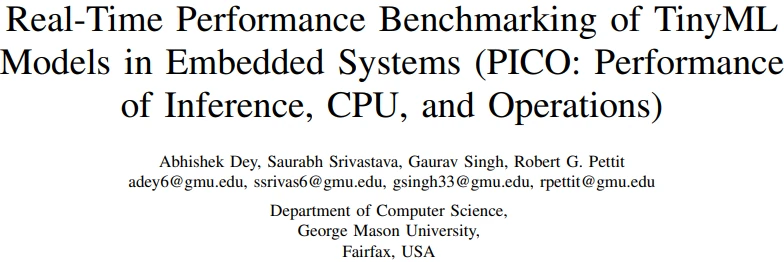 Real-Time Performance Benchmarking of TinyML
Models in Embedded Systems (PICO: Performance
of Inference, CPU, and Operations)
Abhishek Dey, Saurabh Srivastava, Gaurav Singh, Robert G. Pettit
adey6@gmu.edu, ssrivas6@gmu.edu, gsingh33@gmu.edu, rpettit@gmu.edu
Department of Computer Science,
George Mason University,
Fairfax, USA